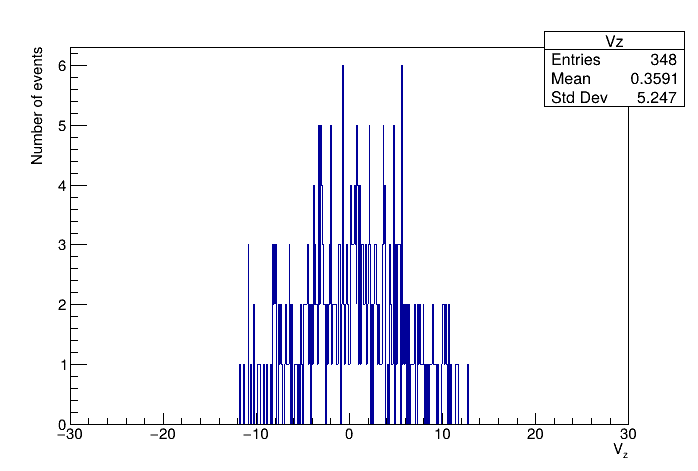 Vz
Entries 348
Mean 0.3591
Std Dev 5.247
Number of events
6
5
4
3
2
1
0
−30 −20 −10 0 10 20 30
Vz